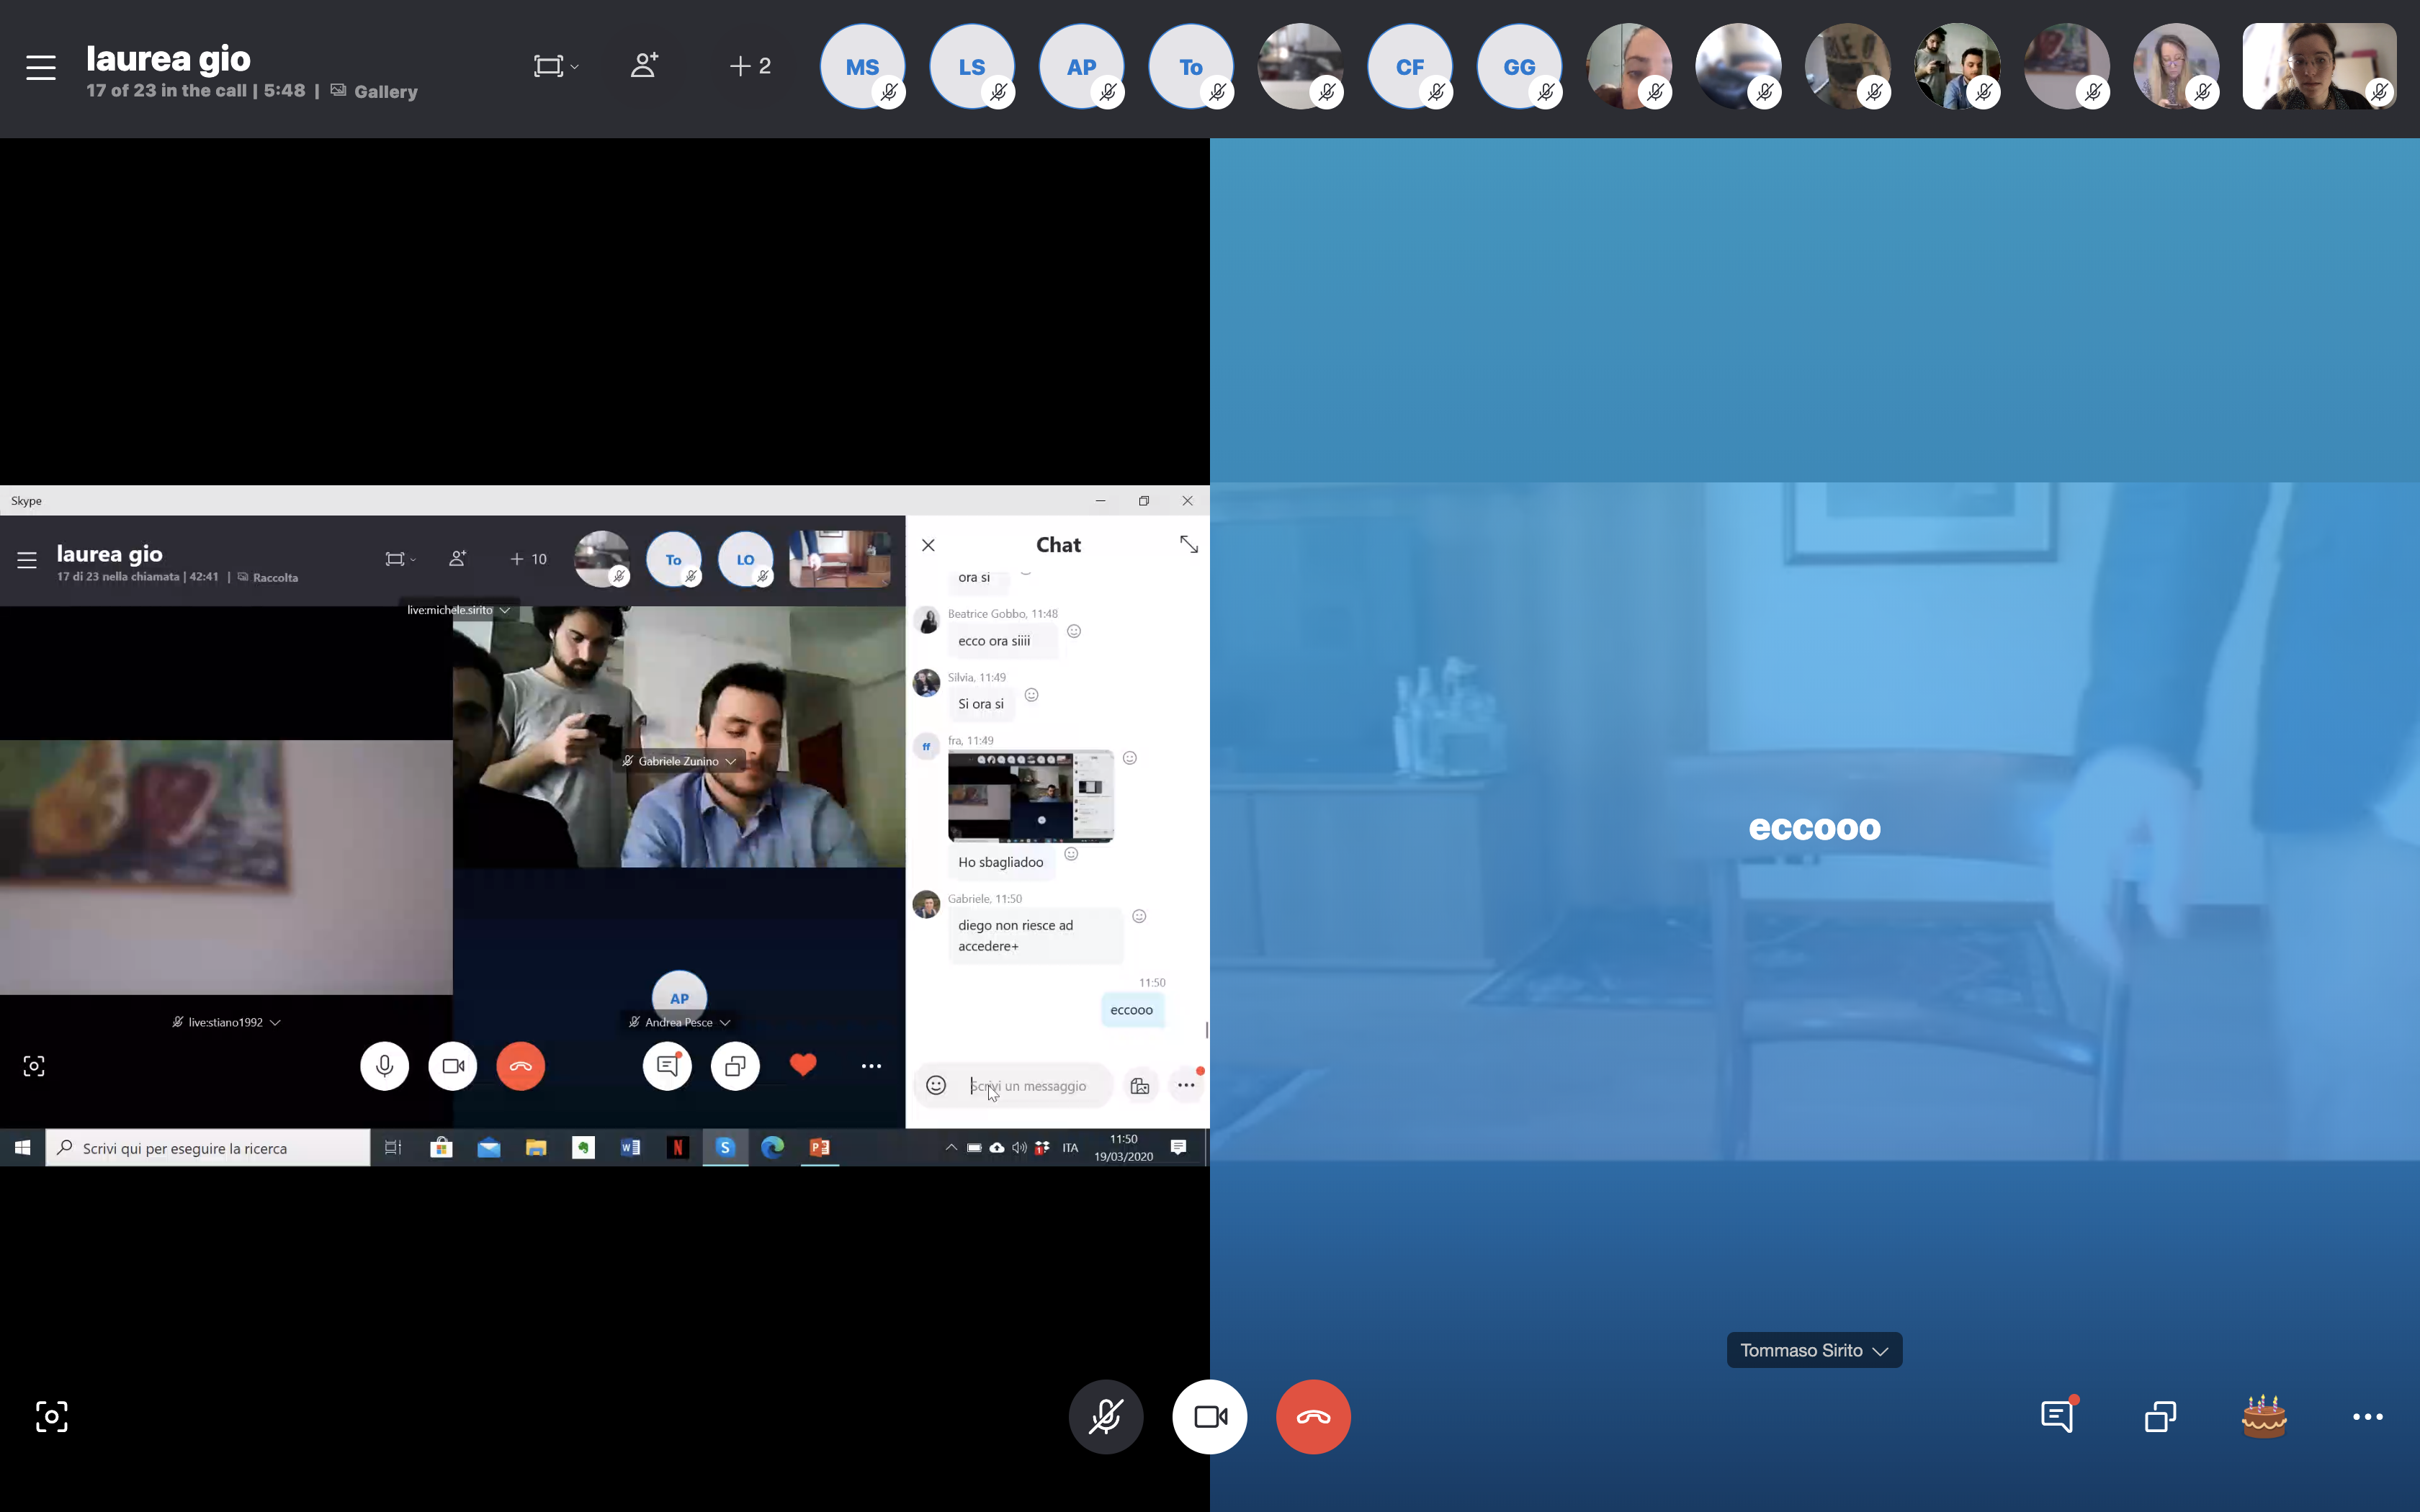 laurea gio
17 of 23 in the call | 5:48 | Gallery
+ 2
MS
LS
AP
To
CF
GG
Skype
laurea gio
17 di 23 nella chiamata | 42:41 | Raccolta
+ 10
To
LO
live:michele.sirito
Gabriele Zunino
live:stiano1992
AP
Andrea Pesce
Chat
ora si
Beatrice Gobbo, 11:48
ecco ora siiii
Silvia, 11:49
Si ora si
ff
fra, 11:49
Ho sbagliadoo
Gabriele, 11:50
diego non riesce ad
accedere+
11:50
eccooo
Scrivi un messaggio
Scrivi qui per eseguire la ricerca
ITA
11:50
19/03/2020
eccooo
Tommaso Sirito